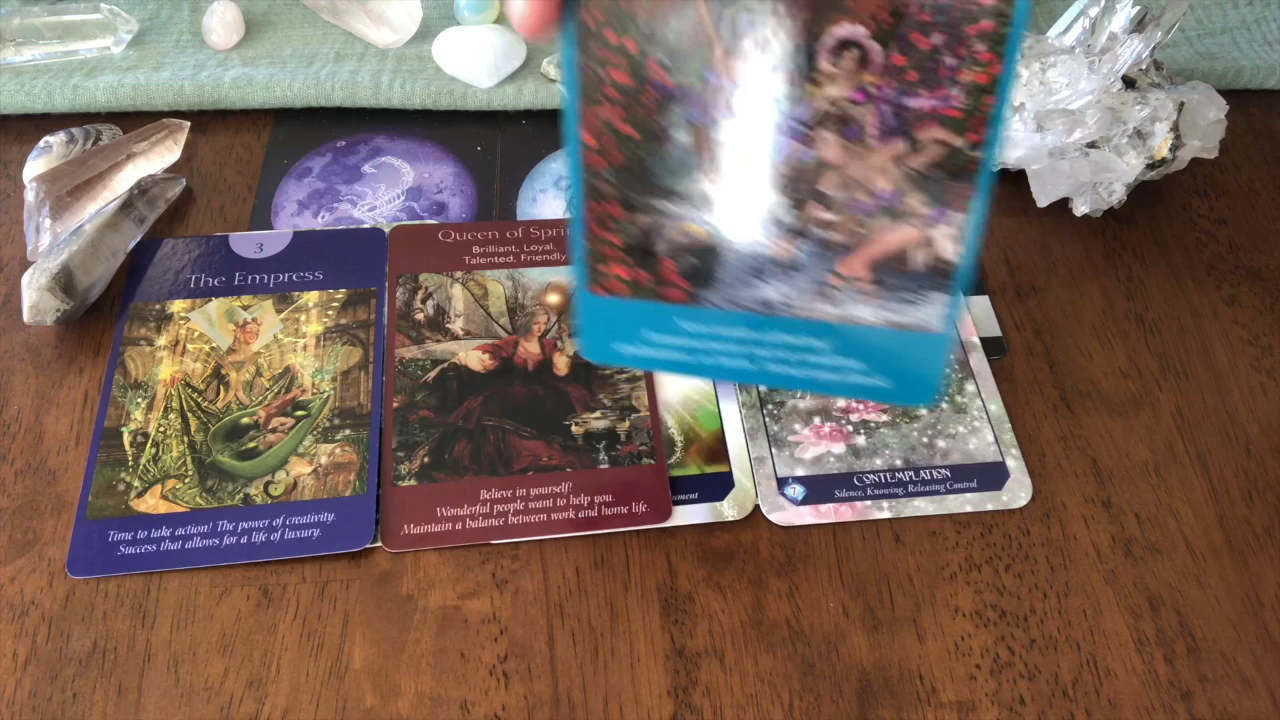 3
The Empress
Time to take action! The power of creativity.
Success that allows for a life of luxury.
Queen of
Brilliant, Loyal,
Talented, Friendly
Believe in yourself!
Wonderful people want to help you.
Maintain a balance between work and home life.
CONTEMPLATION
Silence, Knowing, Releasing Control
7